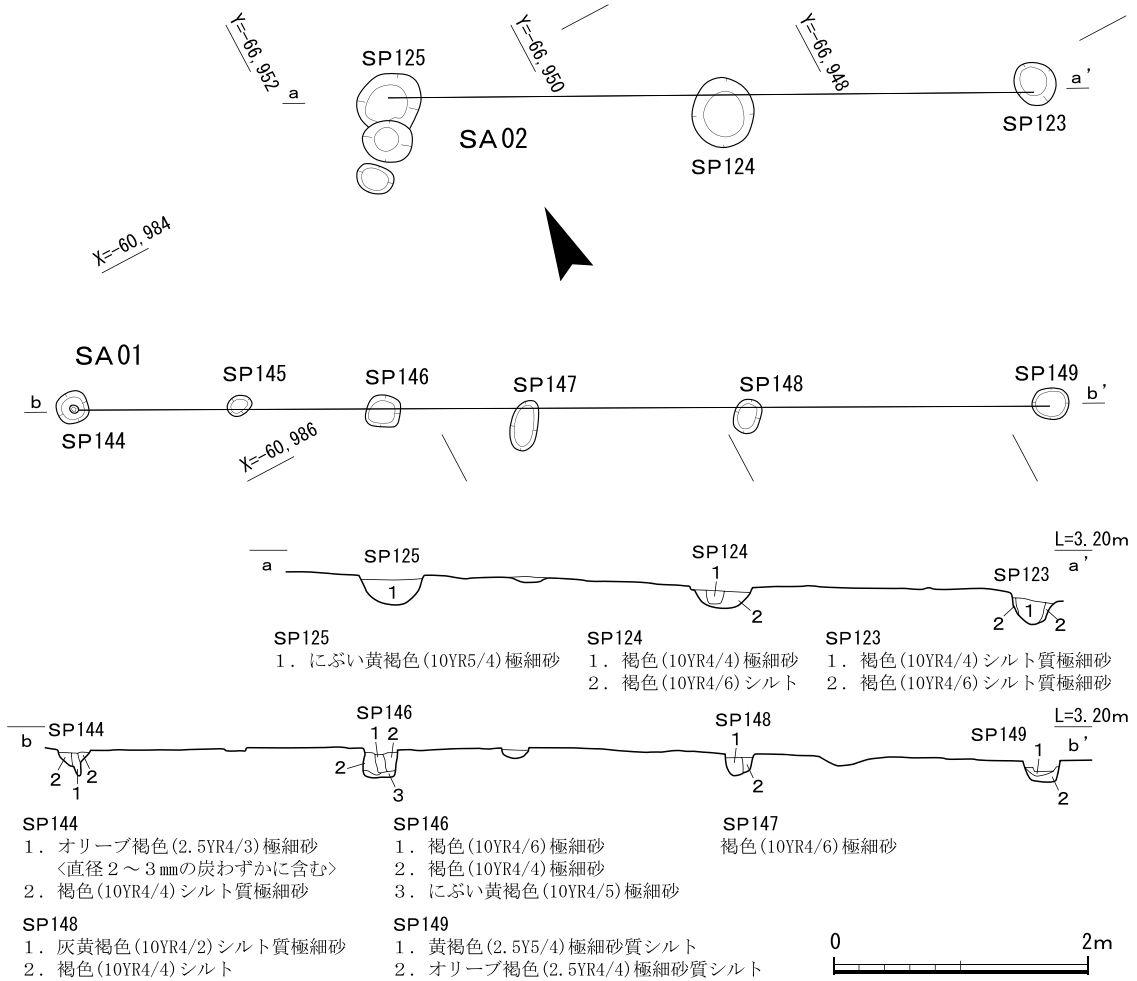 Y=-66,952
Y=-66,950
Y=-66,948
SP125
a
a'
SA02
SP124
SP123
X=-60,984
SA01
SP145
SP146
SP147
SP148
SP149
b
b'
SP144
X=-60,986
L=3.20m
a
SP125
SP124
SP123
a'
1
1
2
2
1
2
SP125
1．にぶい黄褐色(10YR5/4)極細砂
SP124
1．褐色(10YR4/4)極細砂
2．褐色(10YR4/6)シルト
SP123
1．褐色(10YR4/4)シルト質極細砂
2．褐色(10YR4/6)シルト質極細砂
L=3.20m
b
SP144
SP146
SP148
SP149
b'
2
1
2
1 2
2
3
1
2
1
2
SP144
1．オリーブ褐色(2.5YR4/3)極細砂
<直径２～３㎜の炭わずかに含む>
2．褐色(10YR4/4)シルト質極細砂
SP146
1．褐色(10YR4/6)極細砂
2．褐色(10YR4/4)極細砂
3．にぶい黄褐色(10YR4/5)極細砂
SP147
褐色(10YR4/6)極細砂
SP148
1．灰黄褐色(10YR4/2)シルト質極細砂
2．褐色(10YR4/4)シルト
SP149
1．黄褐色(2.5Y5/4)極細砂質シルト
2．オリーブ褐色(2.5YR4/4)極細砂質シルト
0
2m